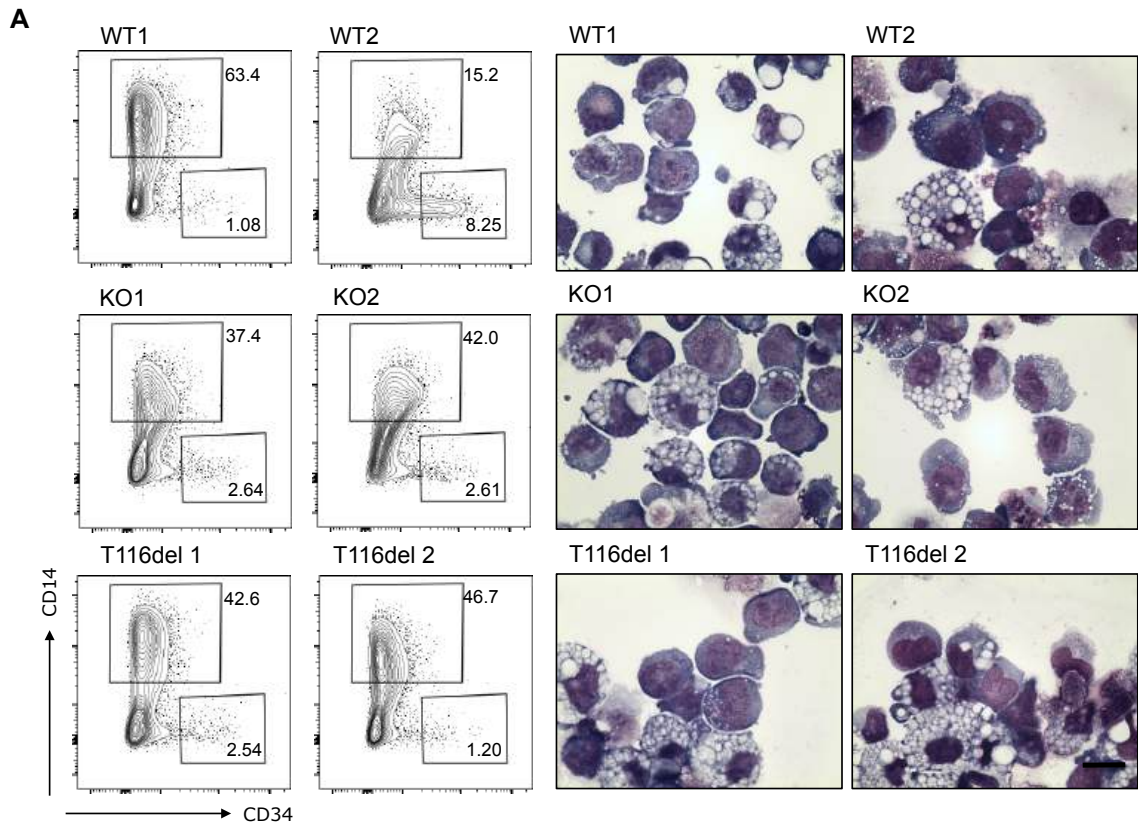 A
WT1
WT2
WT1
WT2
63.4
15.2
1.08
8.25
KO1
KO2
KO1
KO2
37.4
42.0
2.64
2.61
T116del 1
T116del 2
T116del 1
T116del 2
42.6
46.7
2.54
1.20
CD14
CD34